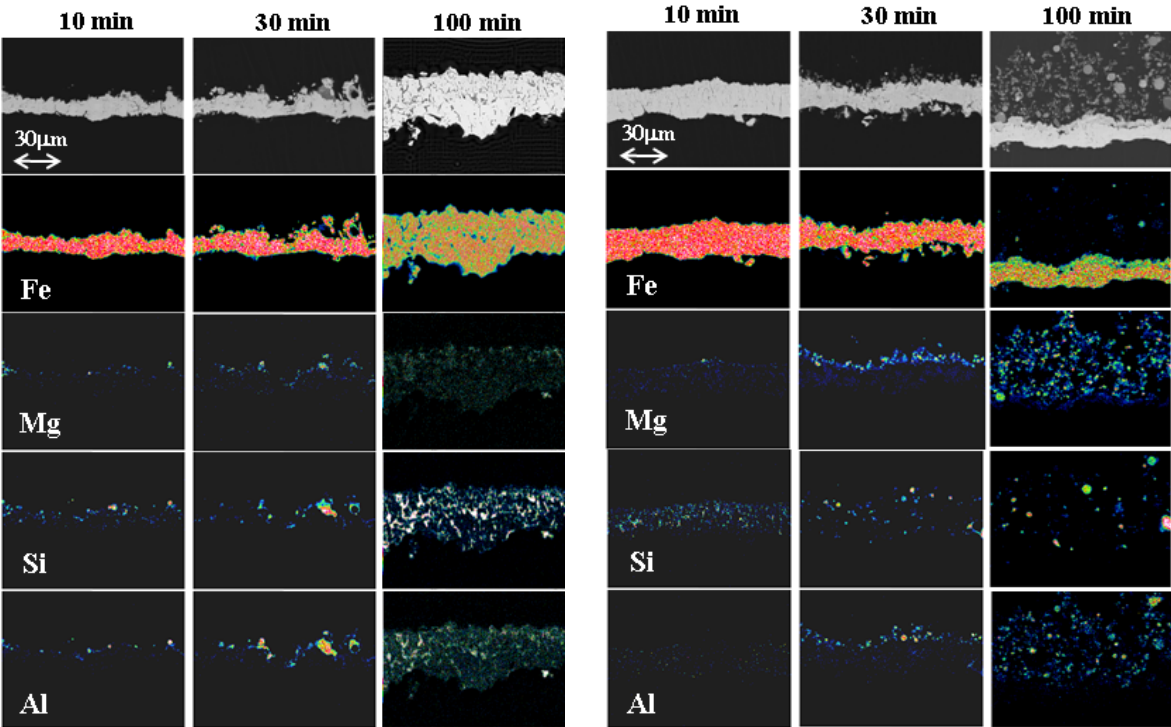 10 min 30 min 100 min 10 min 30 min 100 min
30μm 30μm
Fe Fe
Mg Mg
Si Si
Al Al